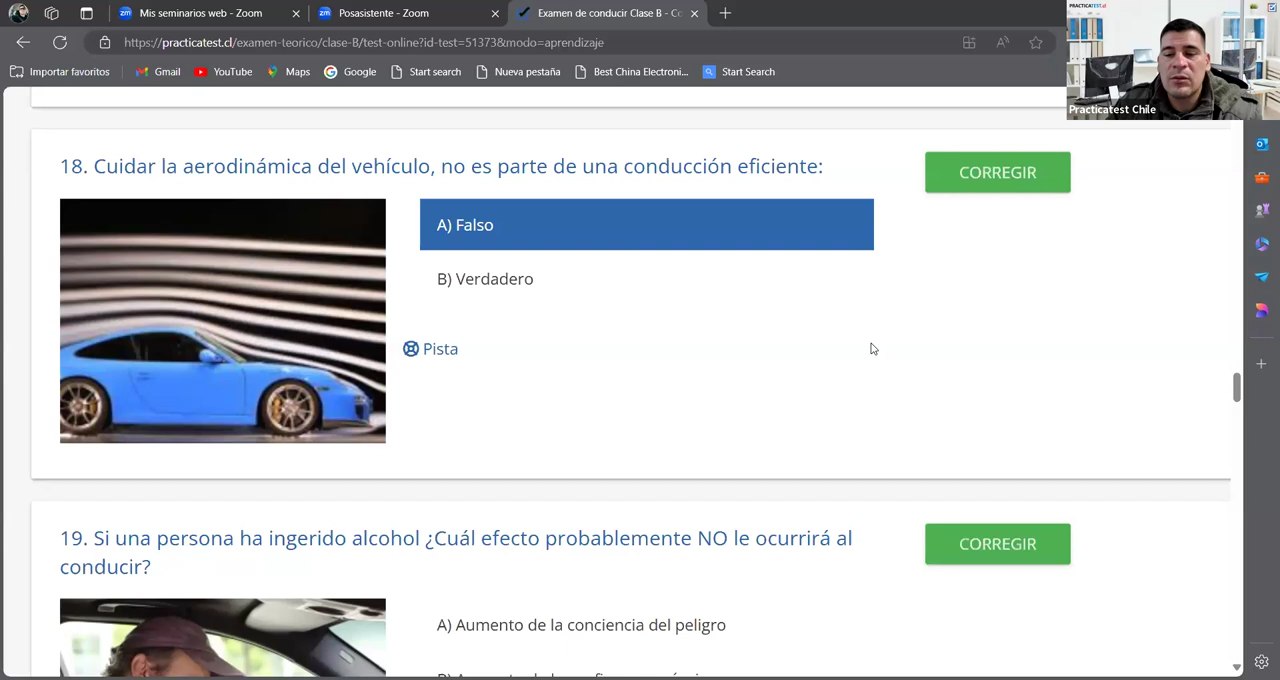 Mis seminarios web - Zoom
Posasistente - Zoom
Examen de conducir Clase B - Co
https://practicatest.cl/examen-teorico/clase-B/test-online?id-test=51373&modo=aprendizaje
Importar favoritos
Gmail
YouTube
Maps
Google
Start search
Nueva pestaña
Best China Electroni...
Start Search
PRACTICATEST.cl
Practicatest Chile
18. Cuidar la aerodinámica del vehículo, no es parte de una conducción eficiente:
CORREGIR
A) Falso
B) Verdadero
Pista
19. Si una persona ha ingerido alcohol ¿Cuál efecto probablemente NO le ocurrirá al
conducir?
CORREGIR
A) Aumento de la conciencia del peligro